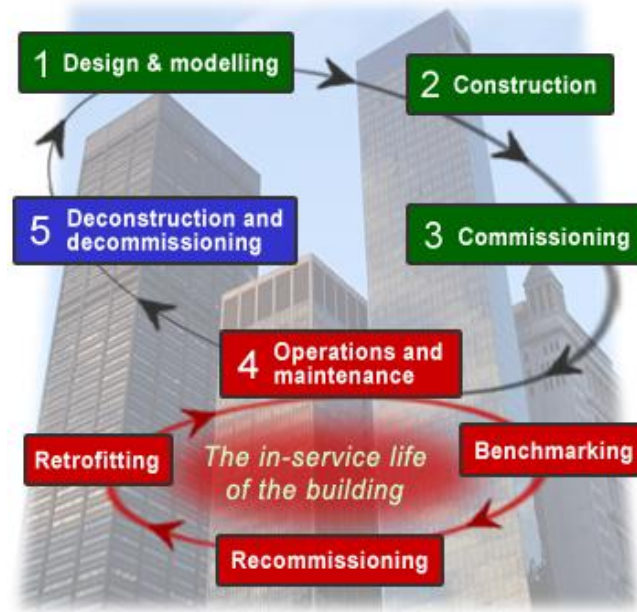 1 Design & modelling
2 Construction
5 Deconstruction and
decommissioning
3 Commissioning
4 Operations and
maintenance
Retrofitting
The in-service life
of the building
Benchmarking
Recommissioning